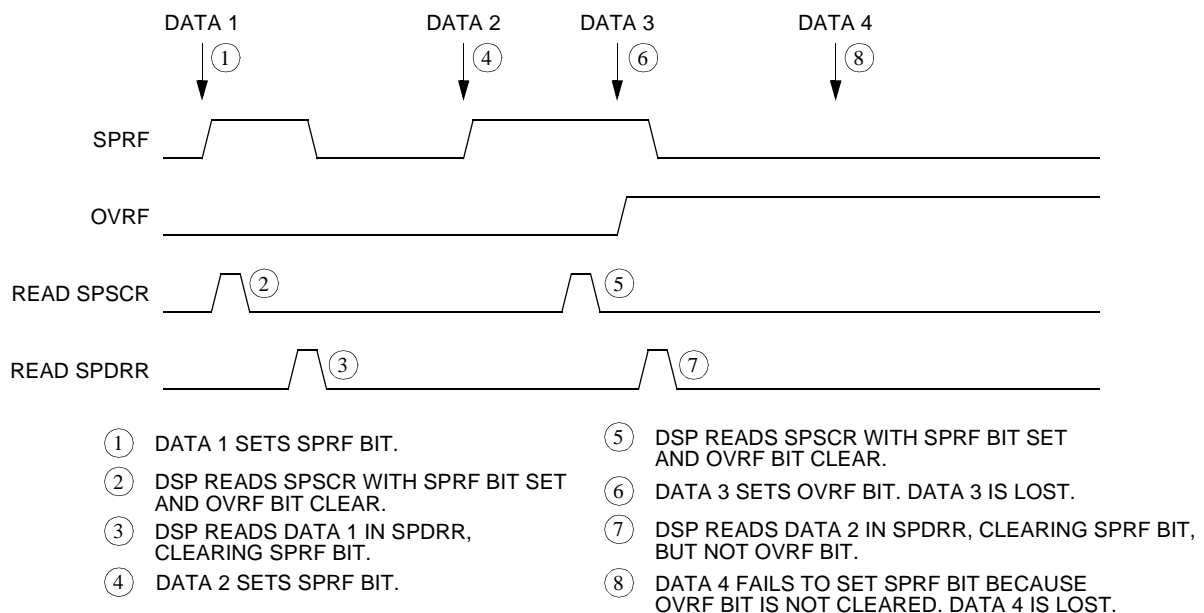 DATA 1 DATA 2 DATA 3 DATA 4
1 4 6 8
SPRF
OVRF
READ SPSCR 2 5
READ SPDRR 3 7
1 DATA 1 SETS SPRF BIT.
2 DSP READS SPSCR WITH SPRF BIT SET
AND OVRF BIT CLEAR.
3 DSP READS DATA 1 IN SPDRR,
CLEARING SPRF BIT.
4 DATA 2 SETS SPRF BIT.
5 DSP READS SPSCR WITH SPRF BIT SET
AND OVRF BIT CLEAR.
6 DATA 3 SETS OVRF BIT. DATA 3 IS LOST.
7 DSP READS DATA 2 IN SPDRR, CLEARING SPRF BIT,
BUT NOT OVRF BIT.
8 DATA 4 FAILS TO SET SPRF BIT BECAUSE
OVRF BIT IS NOT CLEARED. DATA 4 IS LOST.